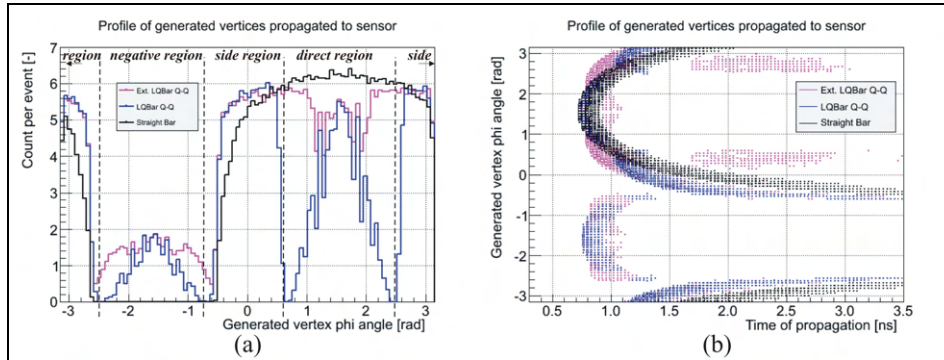 Profile of generated vertices propagated to sensor
Count per event [-]
7
6
5
4
3
2
1
0
region
negative region
side region
direct region
side
Ext. LQBar Q-Q
LQBar Q-Q
Straight Bar
-3
-2
-1
0
1
2
3
Generated vertex phi angle [rad]
(a)
Profile of generated vertices propagated to sensor
Generated vertex phi angle [rad]
3
2
1
0
-1
-2
-3
Ext. LQBar Q-Q
LQBar Q-Q
Straight Bar
0.5
1.0
1.5
2.0
2.5
3.0
3.5
Time of propagation [ns]
(b)